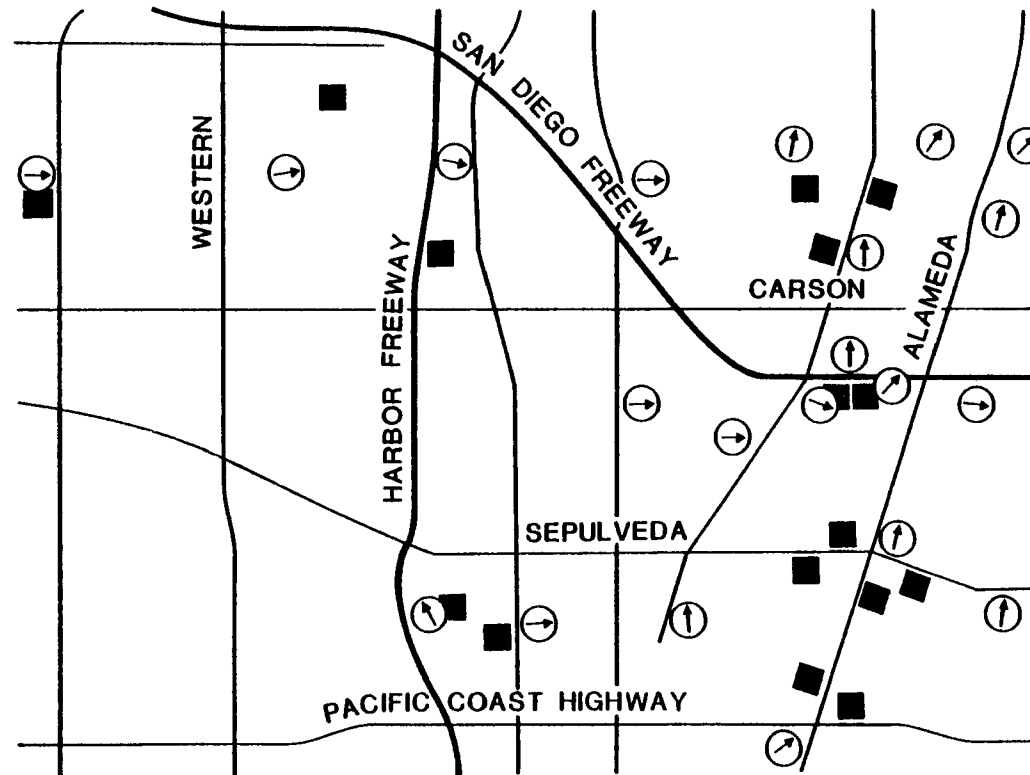 SAN DIEGO FREEWAY
WESTERN
HARBOR FREEWAY
CARSON
ALAMEDA
SEPULVEDA
PACIFIC COAST HIGHWAY